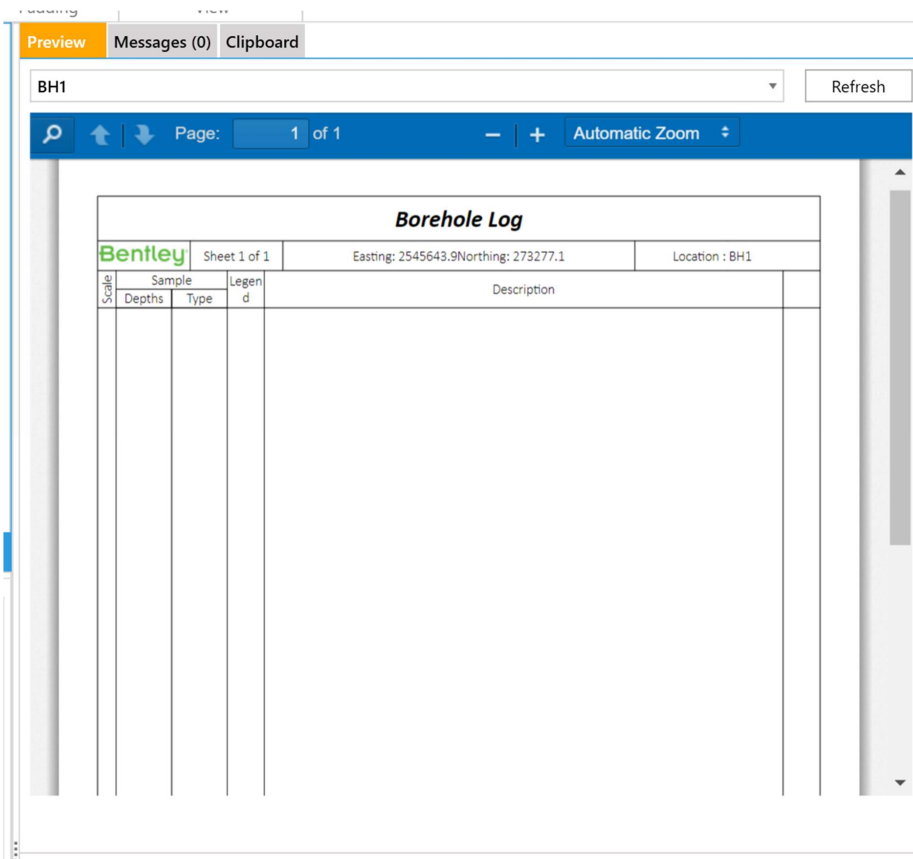 Preview Messages (0) Clipboard
BH1 Refresh
Page: 1 of 1 Automatic Zoom
Borehole Log
Bentley Sheet 1 of 1 Easting: 2545643.9Northing: 273277.1 Location : BH1
Scale Sample Legen Description
Depths Type d